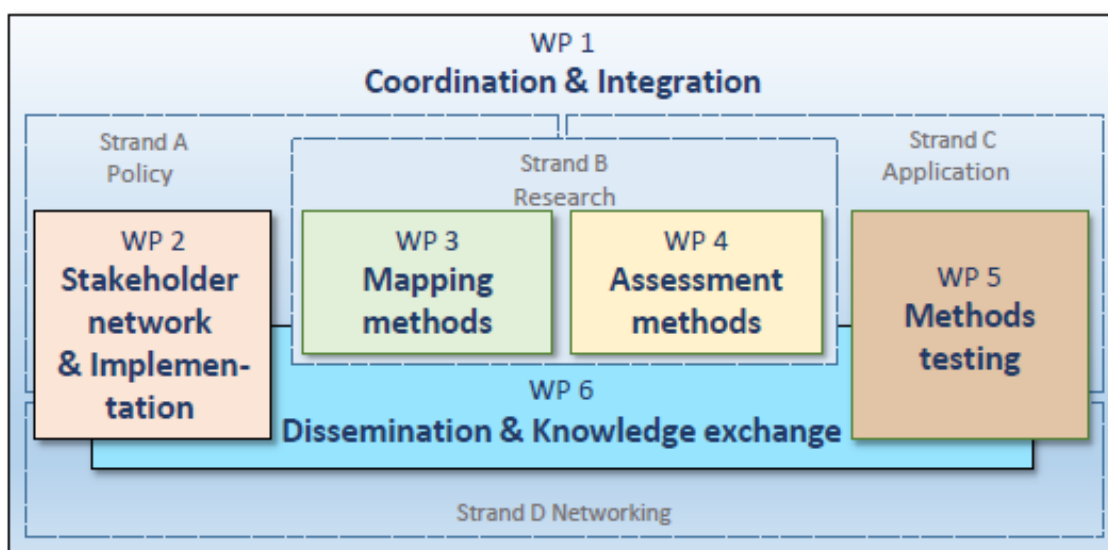 WP 1
Coordination & Integration
Strand A
Policy
Strand B
Research
Strand C
Application
WP 2
Stakeholder
network
& Implemen-
tation
WP 3
Mapping
methods
WP 4
Assessment
methods
WP 5
Methods
testing
WP 6
Dissemination & Knowledge exchange
Strand D Networking